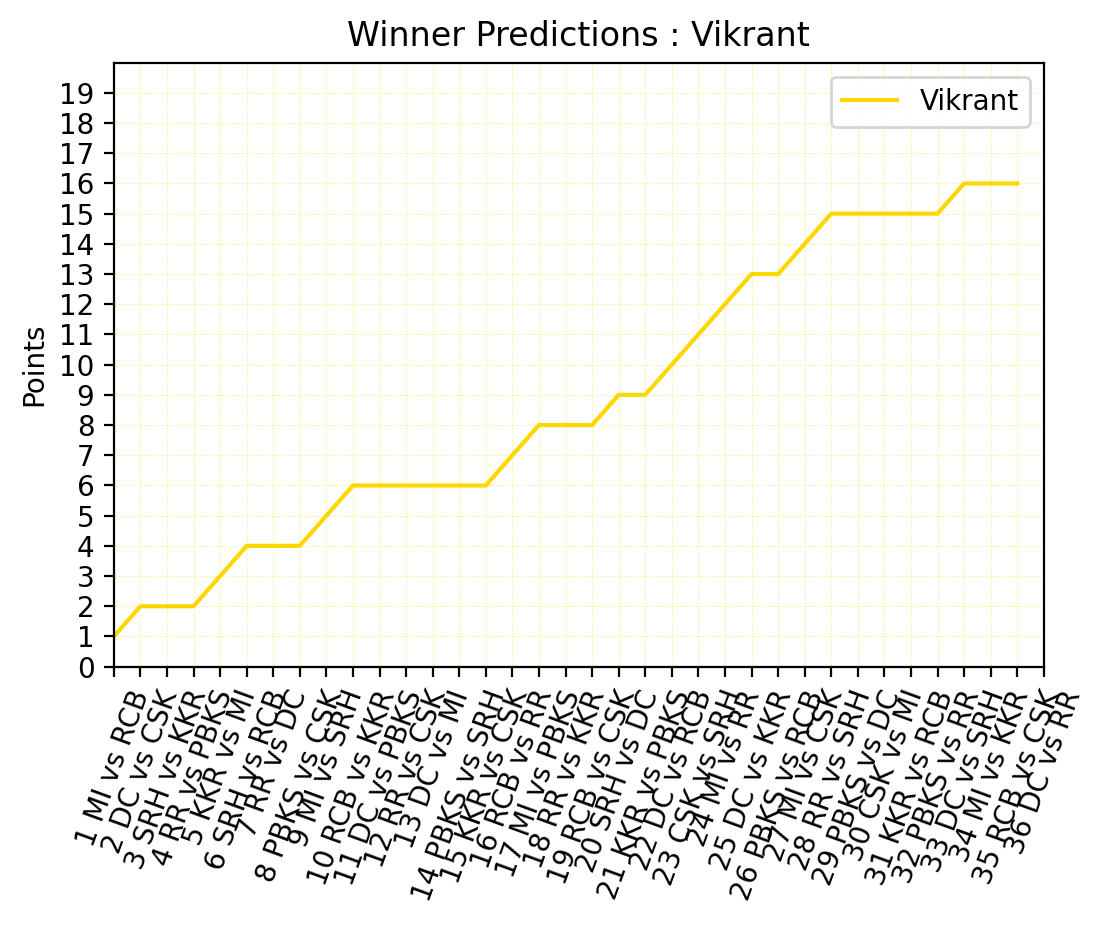 Winner Predictions : Vikrant
Vikrant
Points
19
18
17
16
15
14
13
12
11
10
9
8
7
6
5
4
3
2
1
0
1 MI vs RCB
2 DC vs CSK
3 SRH vs KKR
4 RR vs PBKS
5 KKR vs MI
6 SRH vs RCB
7 RR vs DC
8 PBKS vs CSK
9 MI vs SRH
10 RCB vs KKR
11 DC vs PBKS
12 RR vs CSK
13 DC vs MI
14 PBKS vs SRH
15 KKR vs CSK
16 RCB vs RR
17 MI vs PBKS
18 RR vs KKR
19 RCB vs CSK
20 SRH vs DC
21 KKR vs PBKS
22 DC vs RCB
23 CSK vs SRH
24 MI vs RR
25 DC vs KKR
26 PBKS vs RCB
27 MI vs CSK
28 RR vs SRH
29 PBKS vs DC
30 CSK vs MI
31 KKR vs RCB
32 PBKS vs RR
33 DC vs SRH
34 MI vs KKR
35 RCB vs CSK
36 DC vs RR